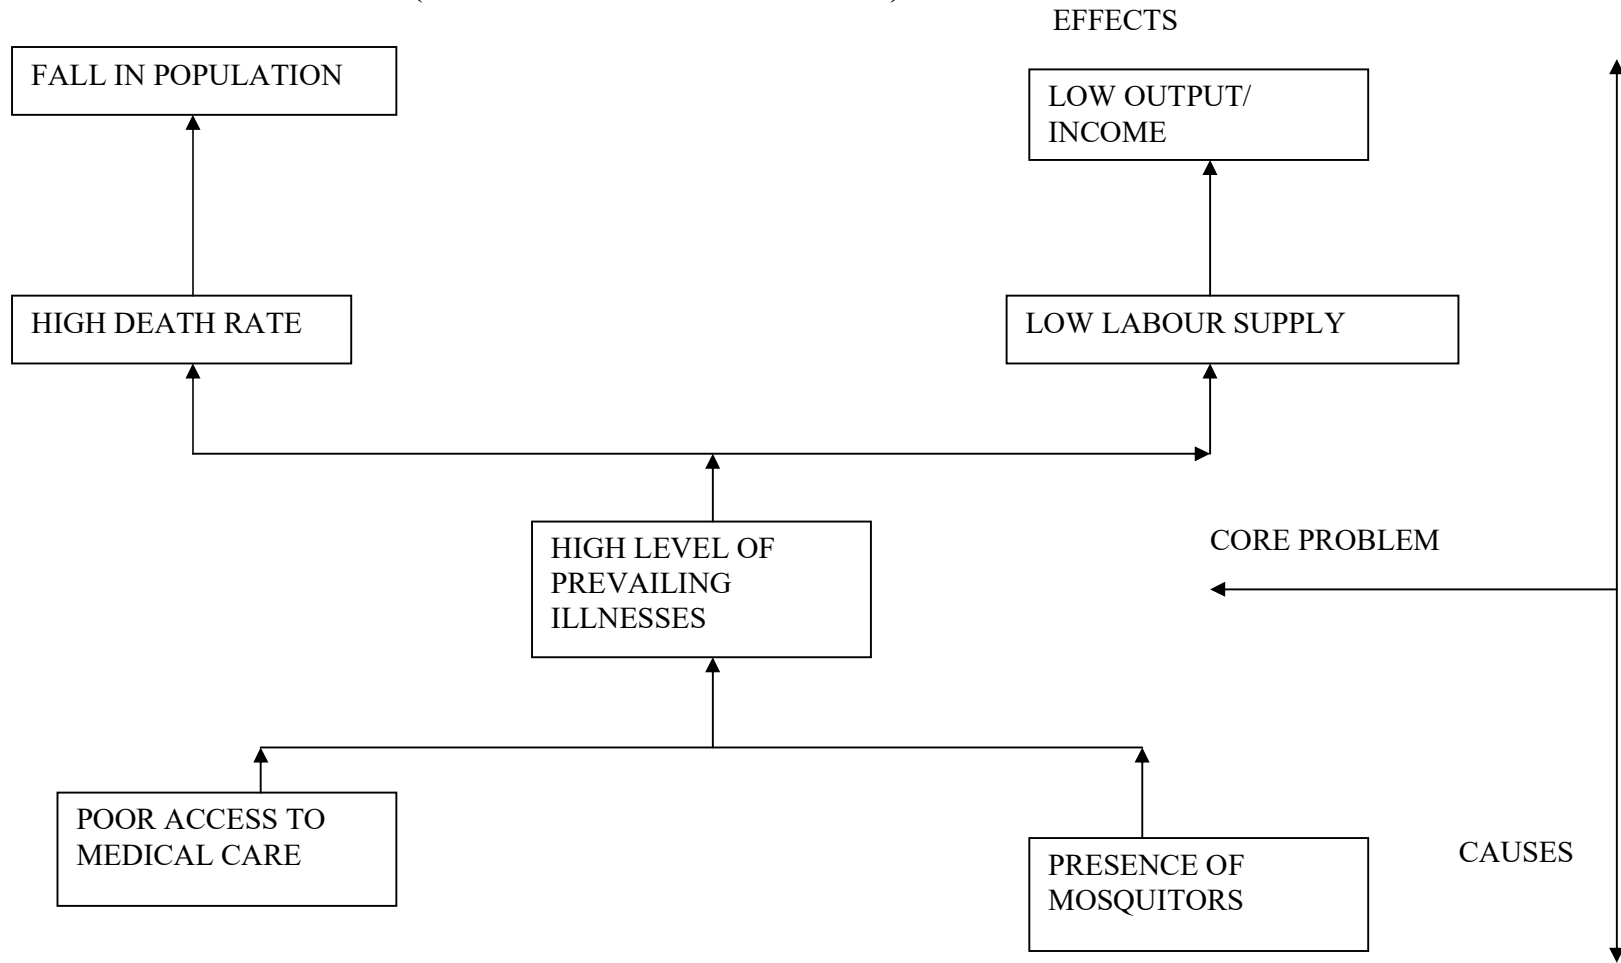 EFFECTS
FALL IN POPULATION
LOW OUTPUT/
INCOME
HIGH DEATH RATE
LOW LABOUR SUPPLY
HIGH LEVEL OF
PREVAILING
ILLNESSES
CORE PROBLEM
POOR ACCESS TO
MEDICAL CARE
PRESENCE OF
MOSQUITORS
CAUSES